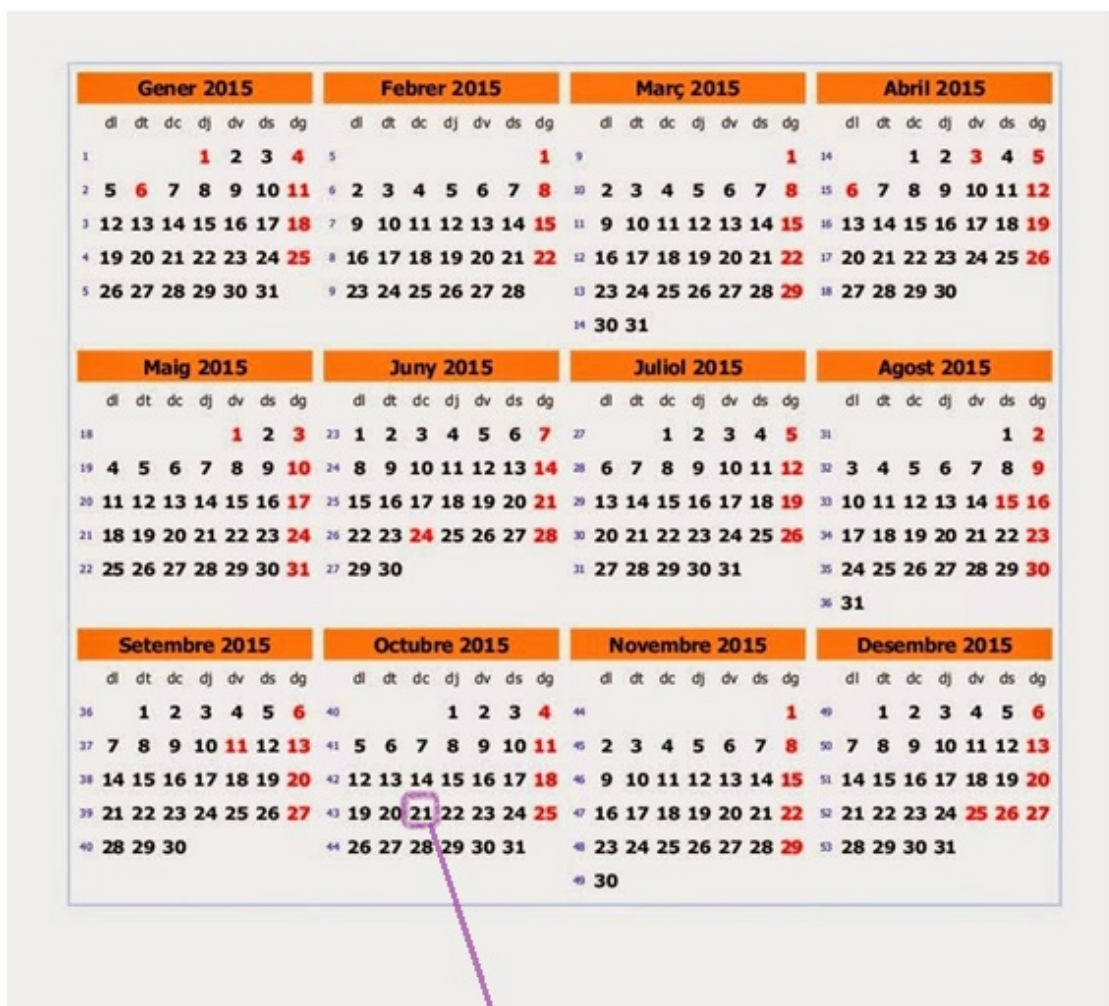 Gener 2015
dl dt dc dj dv ds dg
1 1 2 3 4
2 5 6 7 8 9 10 11
3 12 13 14 15 16 17 18
4 19 20 21 22 23 24 25
5 26 27 28 29 30 31
Febrer 2015
dl dt dc dj dv ds dg
5 1
6 2 3 4 5 6 7 8
7 9 10 11 12 13 14 15
8 16 17 18 19 20 21 22
9 23 24 25 26 27 28
Març 2015
dl dt dc dj dv ds dg
9 1
10 2 3 4 5 6 7 8
11 9 10 11 12 13 14 15
12 16 17 18 19 20 21 22
13 23 24 25 26 27 28 29
14 30 31
Abril 2015
dl dt dc dj dv ds dg
14 1 2 3 4 5
15 6 7 8 9 10 11 12
16 13 14 15 16 17 18 19
17 20 21 22 23 24 25 26
18 27 28 29 30
Maig 2015
dl dt dc dj dv ds dg
18 1 2 3
19 4 5 6 7 8 9 10
20 11 12 13 14 15 16 17
21 18 19 20 21 22 23 24
22 25 26 27 28 29 30 31
Juny 2015
dl dt dc dj dv ds dg
23 1 2 3 4 5 6 7
24 8 9 10 11 12 13 14
25 15 16 17 18 19 20 21
26 22 23 24 25 26 27 28
27 29 30
Juliol 2015
dl dt dc dj dv ds dg
27 1 2 3 4 5
28 6 7 8 9 10 11 12
29 13 14 15 16 17 18 19
30 20 21 22 23 24 25 26
31 27 28 29 30 31
Agost 2015
dl dt dc dj dv ds dg
31 1 2
32 3 4 5 6 7 8 9
33 10 11 12 13 14 15 16
34 17 18 19 20 21 22 23
35 24 25 26 27 28 29 30
36 31
Setembre 2015
dl dt dc dj dv ds dg
36 1 2 3 4 5 6
37 7 8 9 10 11 12 13
38 14 15 16 17 18 19 20
39 21 22 23 24 25 26 27
40 28 29 30
Octubre 2015
dl dt dc dj dv ds dg
40 1 2 3 4
41 5 6 7 8 9 10 11
42 12 13 14 15 16 17 18
43 19 20 21 22 23 24 25
44 26 27 28 29 30 31
Novembre 2015
dl dt dc dj dv ds dg
44 1
45 2 3 4 5 6 7 8
46 9 10 11 12 13 14 15
47 16 17 18 19 20 21 22
48 23 24 25 26 27 28 29
49 30
Desembre 2015
dl dt dc dj dv ds dg
49 1 2 3 4 5 6
50 7 8 9 10 11 12 13
51 14 15 16 17 18 19 20
52 21 22 23 24 25 26 27
53 28 29 30 31